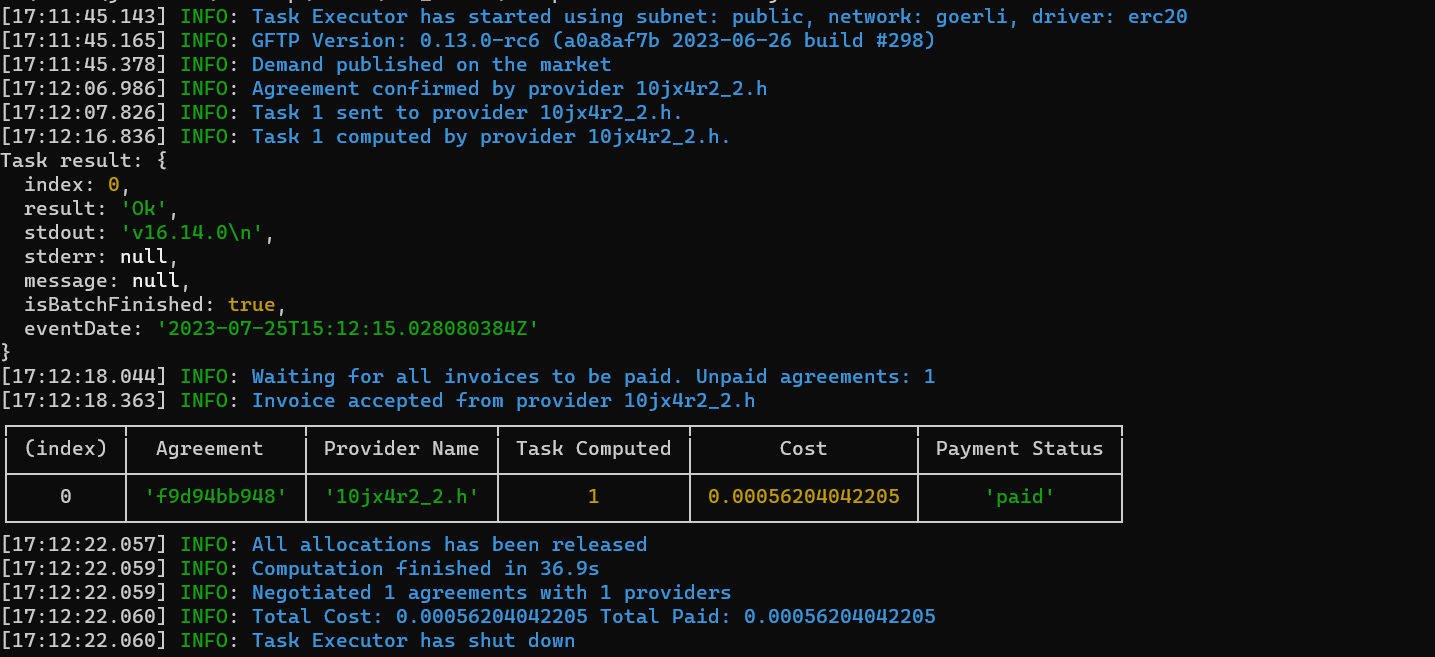 [17:11:45.143] INFO: Task Executor has started using subnet: public, network: goerli, driver: erc20
[17:11:45.165] INFO: GFTP Version: 0.13.0-rc6 (a0a8af7b 2023-06-26 build #298)
[17:11:45.378] INFO: Demand published on the market
[17:12:06.986] INFO: Agreement confirmed by provider 10jx4r2_2.h
[17:12:07.826] INFO: Task 1 sent to provider 10jx4r2_2.h.
[17:12:16.836] INFO: Task 1 computed by provider 10jx4r2_2.h.
Task result: {
  index: 0,
  result: 'Ok',
  stdout: 'v16.14.0\n',
  stderr: null,
  message: null,
  isBatchFinished: true,
  eventDate: '2023-07-25T15:12:15.028080384Z'
}
[17:12:18.044] INFO: Waiting for all invoices to be paid. Unpaid agreements: 1
[17:12:18.363] INFO: Invoice accepted from provider 10jx4r2_2.h
(index) Agreement Provider Name Task Computed Cost Payment Status
0 'f9d94bb948' '10jx4r2_2.h' 1 0.00056204042205 'paid'
[17:12:22.057] INFO: All allocations has been released
[17:12:22.059] INFO: Computation finished in 36.9s
[17:12:22.059] INFO: Negotiated 1 agreements with 1 providers
[17:12:22.060] INFO: Total Cost: 0.00056204042205 Total Paid: 0.00056204042205
[17:12:22.060] INFO: Task Executor has shut down